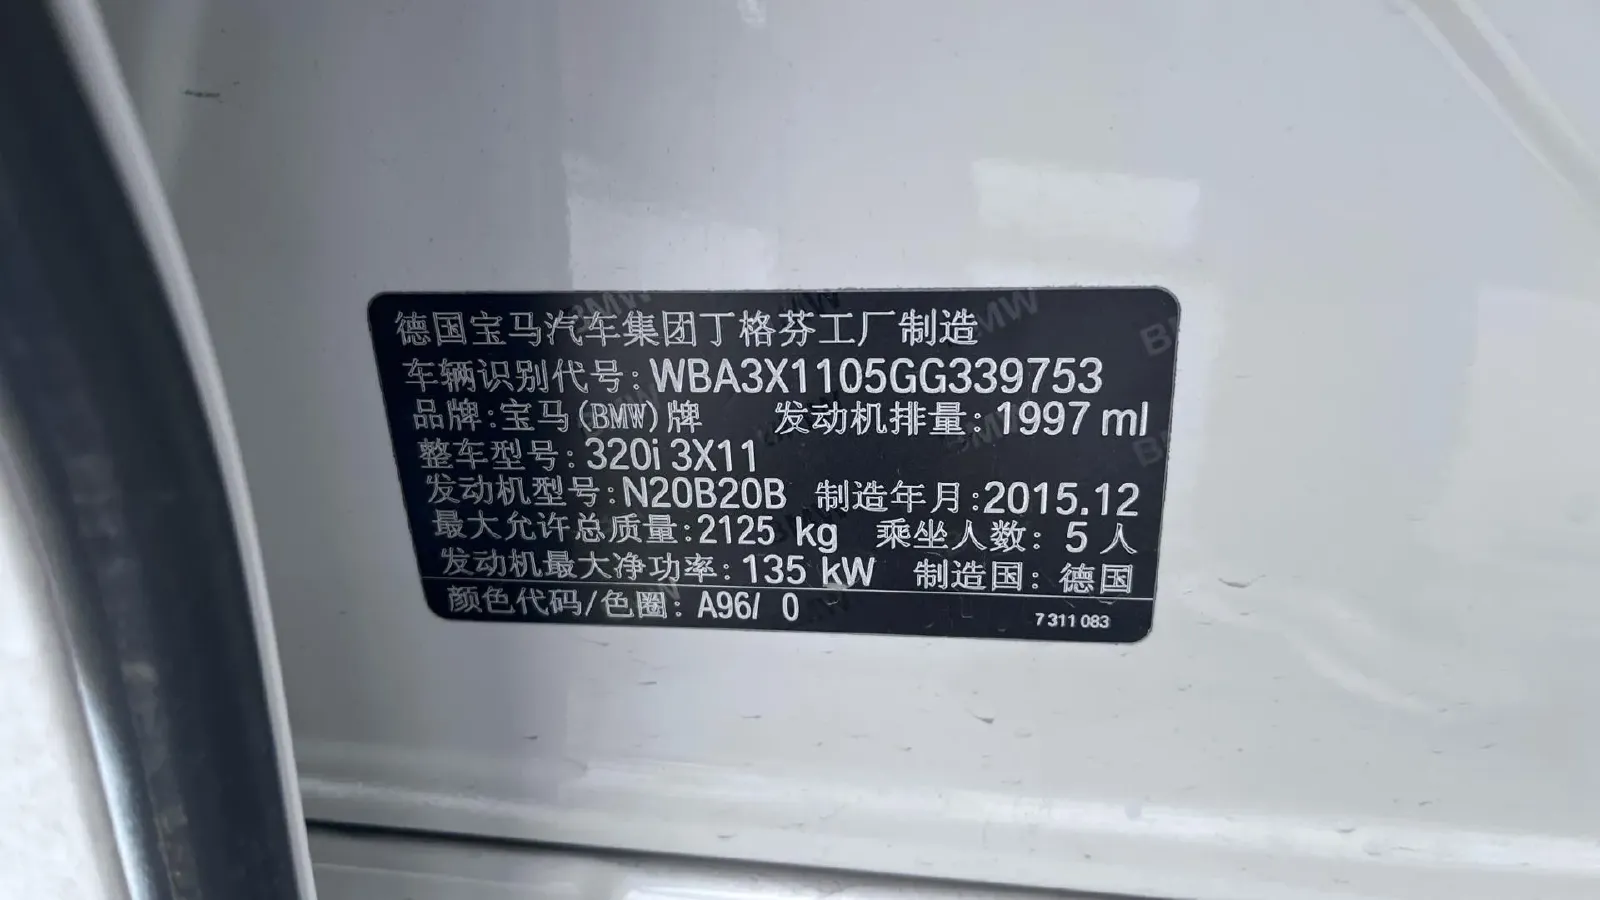 德国宝马汽车集团丁格芬工厂制造
车辆识别代号: WBA3X1105GG339753
品牌: 宝马(BMW)牌 发动机排量: 1997 ml
整车型号: 320i 3X11
发动机型号: N20B20B 制造年月: 2015.12
最大允许总质量: 2125 kg 乘坐人数: 5 人
发动机最大净功率: 135 kW 制造国: 德国
颜色代码/色圈: A96/ 0 7 311 083